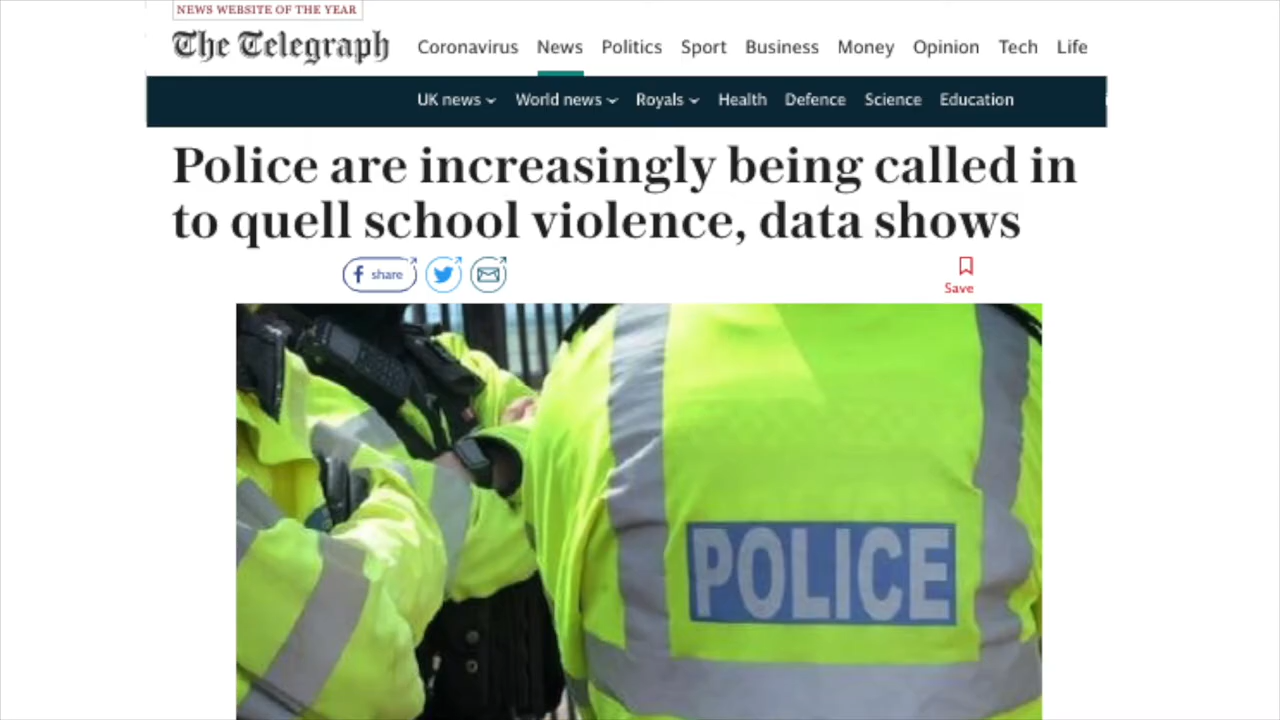 NEWS WEBSITE OF THE YEAR
The Telegraph
Coronavirus News Politics Sport Business Money Opinion Tech Life
UK news World news Royals Health Defence Science Education
Police are increasingly being called in
to quell school violence, data shows
share
Save
POLICE